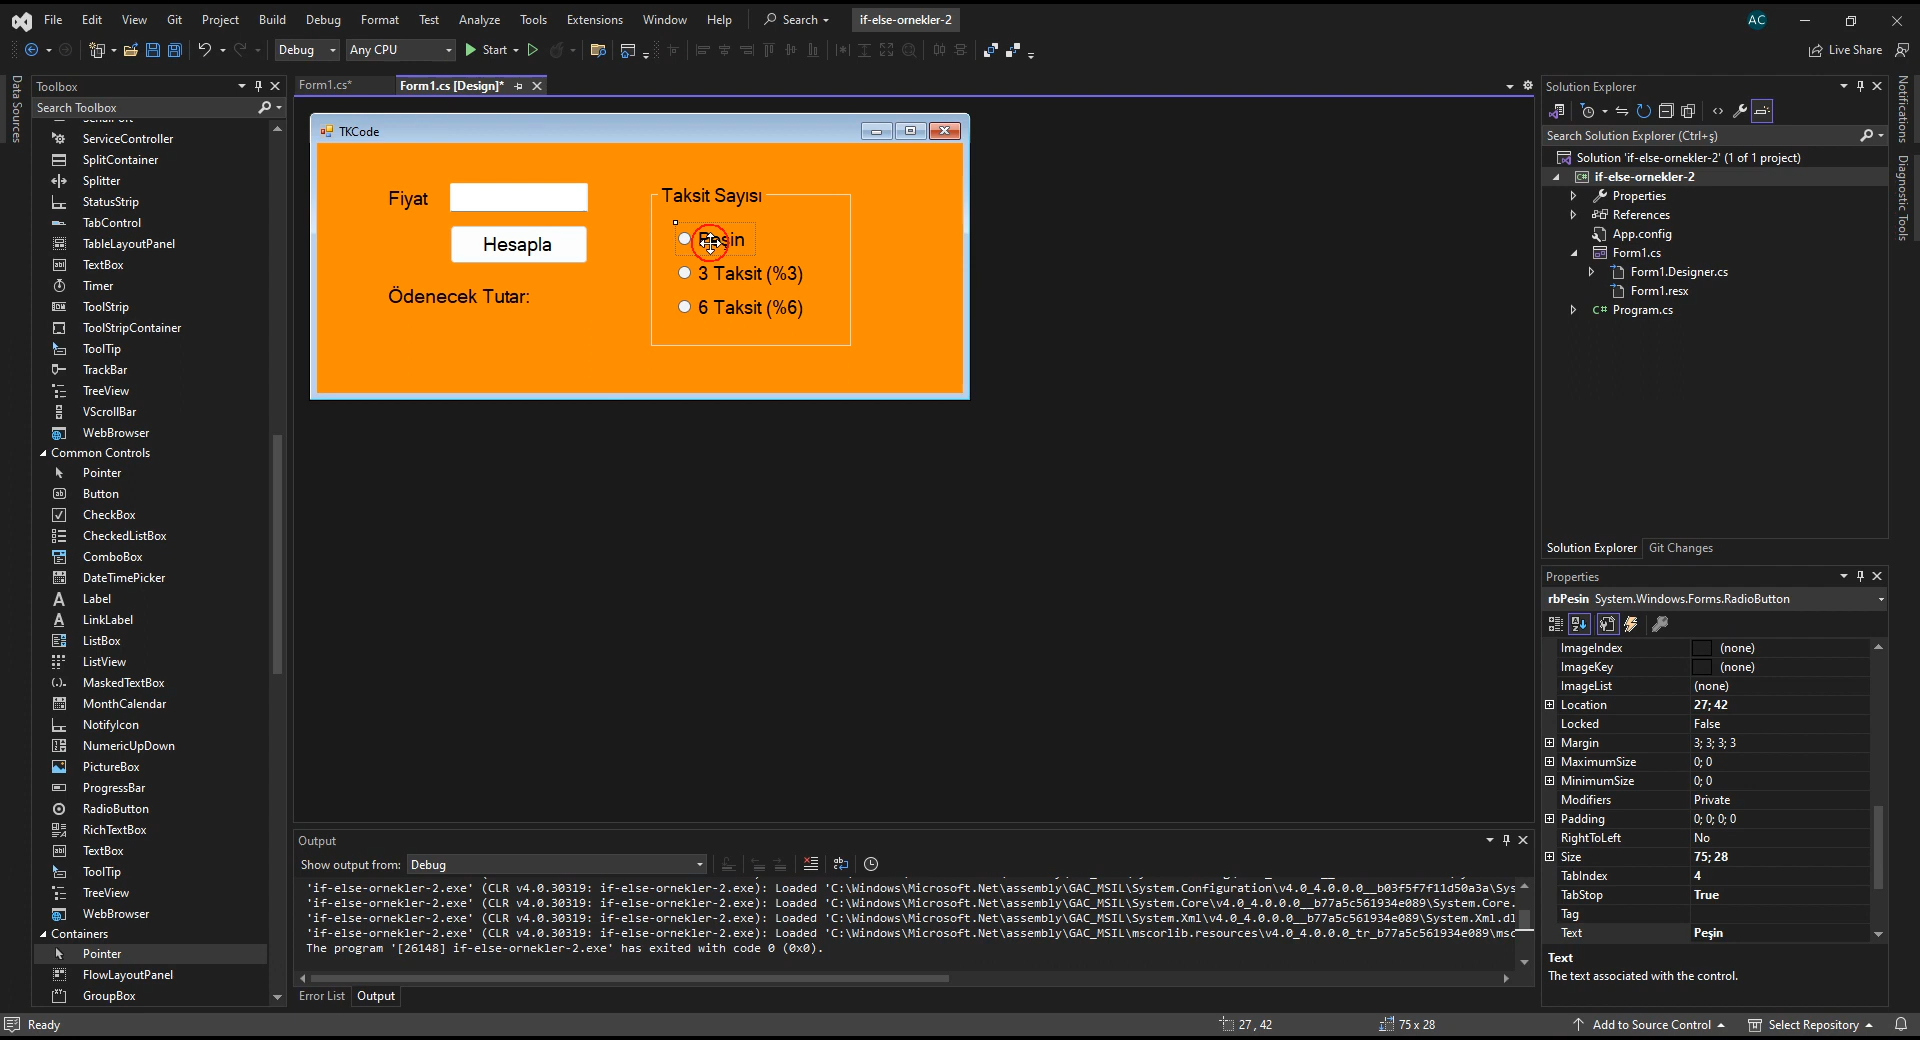 File Edit View Git Project Build Debug Format Test Analyze Tools Extensions Window Help Search if-else-ornekler-2 AC
Debug Any CPU Start Live Share
Data Sources
Toolbox
Search Toolbox
ServiceController
SplitContainer
Splitter
StatusStrip
TabControl
TableLayoutPanel
TextBox
Timer
ToolStrip
ToolStripContainer
ToolTip
TrackBar
TreeView
VScrollBar
WebBrowser
Common Controls
Pointer
Button
CheckBox
CheckedListBox
ComboBox
DateTimePicker
Label
LinkLabel
ListBox
ListView
MaskedTextBox
MonthCalendar
NotifyIcon
NumericUpDown
PictureBox
ProgressBar
RadioButton
RichTextBox
TextBox
ToolTip
TreeView
WebBrowser
Containers
Pointer
FlowLayoutPanel
GroupBox
Form1.cs* Form1.cs [Design]*
TKCode
Fiyat
Hesapla
Ödenecek Tutar:
Taksit Sayısı
Peşin
3 Taksit (%3)
6 Taksit (%6)
Output
Show output from: Debug
'if-else-ornekler-2.exe' (CLR v4.0.30319: if-else-ornekler-2.exe): Loaded 'C:\Windows\Microsoft.Net\assembly\GAC_MSIL\System.Configuration\v4.0_4.0.0.0__b03f5f7f11d50a3a\Sys
'if-else-ornekler-2.exe' (CLR v4.0.30319: if-else-ornekler-2.exe): Loaded 'C:\Windows\Microsoft.Net\assembly\GAC_MSIL\System.Core\v4.0_4.0.0.0__b77a5c561934e089\System.Core.
'if-else-ornekler-2.exe' (CLR v4.0.30319: if-else-ornekler-2.exe): Loaded 'C:\Windows\Microsoft.Net\assembly\GAC_MSIL\System.Xml\v4.0_4.0.0.0__b77a5c561934e089\System.Xml.dl
'if-else-ornekler-2.exe' (CLR v4.0.30319: if-else-ornekler-2.exe): Loaded 'C:\Windows\Microsoft.Net\assembly\GAC_MSIL\mscorlib.resources\v4.0_4.0.0.0_tr_b77a5c561934e089\msc
The program '[26148] if-else-ornekler-2.exe' has exited with code 0 (0x0).
Error List Output
Solution Explorer
Search Solution Explorer (Ctrl+ş)
Solution 'if-else-ornekler-2' (1 of 1 project)
C# if-else-ornekler-2
Properties
References
App.config
Form1.cs
Form1.Designer.cs
Form1.resx
C# Program.cs
Solution Explorer Git Changes
Properties
rbPesin System.Windows.Forms.RadioButton
ImageIndex (none)
ImageKey (none)
ImageList (none)
Location 27; 42
Locked False
Margin 3; 3; 3; 3
MaximumSize 0; 0
MinimumSize 0; 0
Modifiers Private
Padding 0; 0; 0; 0
RightToLeft No
Size 75; 28
TabIndex 4
TabStop True
Tag
Text Peşin
Text
The text associated with the control.
Notifications
Diagnostic Tools
Ready 27 , 42 75 x 28 Add to Source Control Select Repository